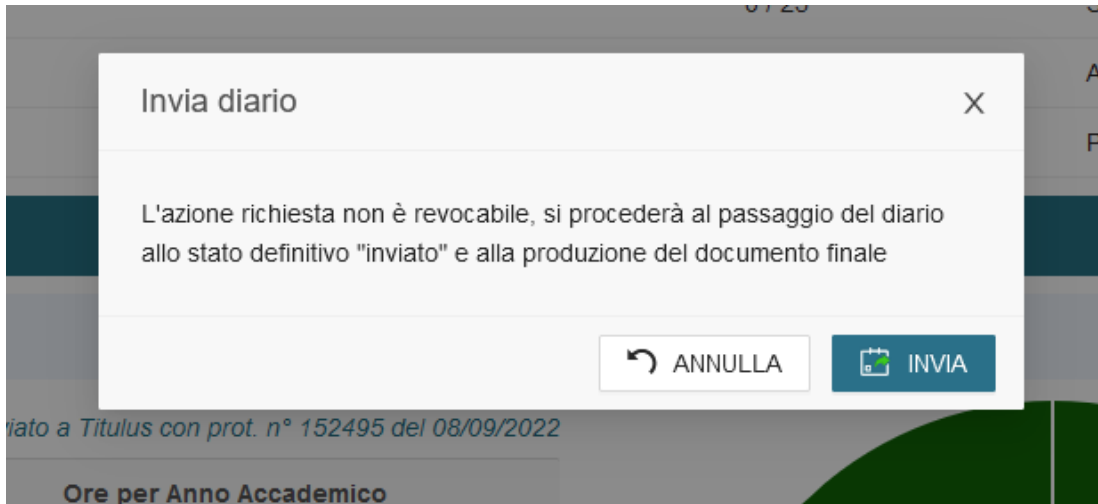 Invia diario
L'azione richiesta non è revocabile, si procederà al passaggio del diario
allo stato definitivo "inviato" e alla produzione del documento finale
ANNULLA
INVIA
a Titulus con prot. n° 152495 del 08/09/2022
Ore per Anno Accademico